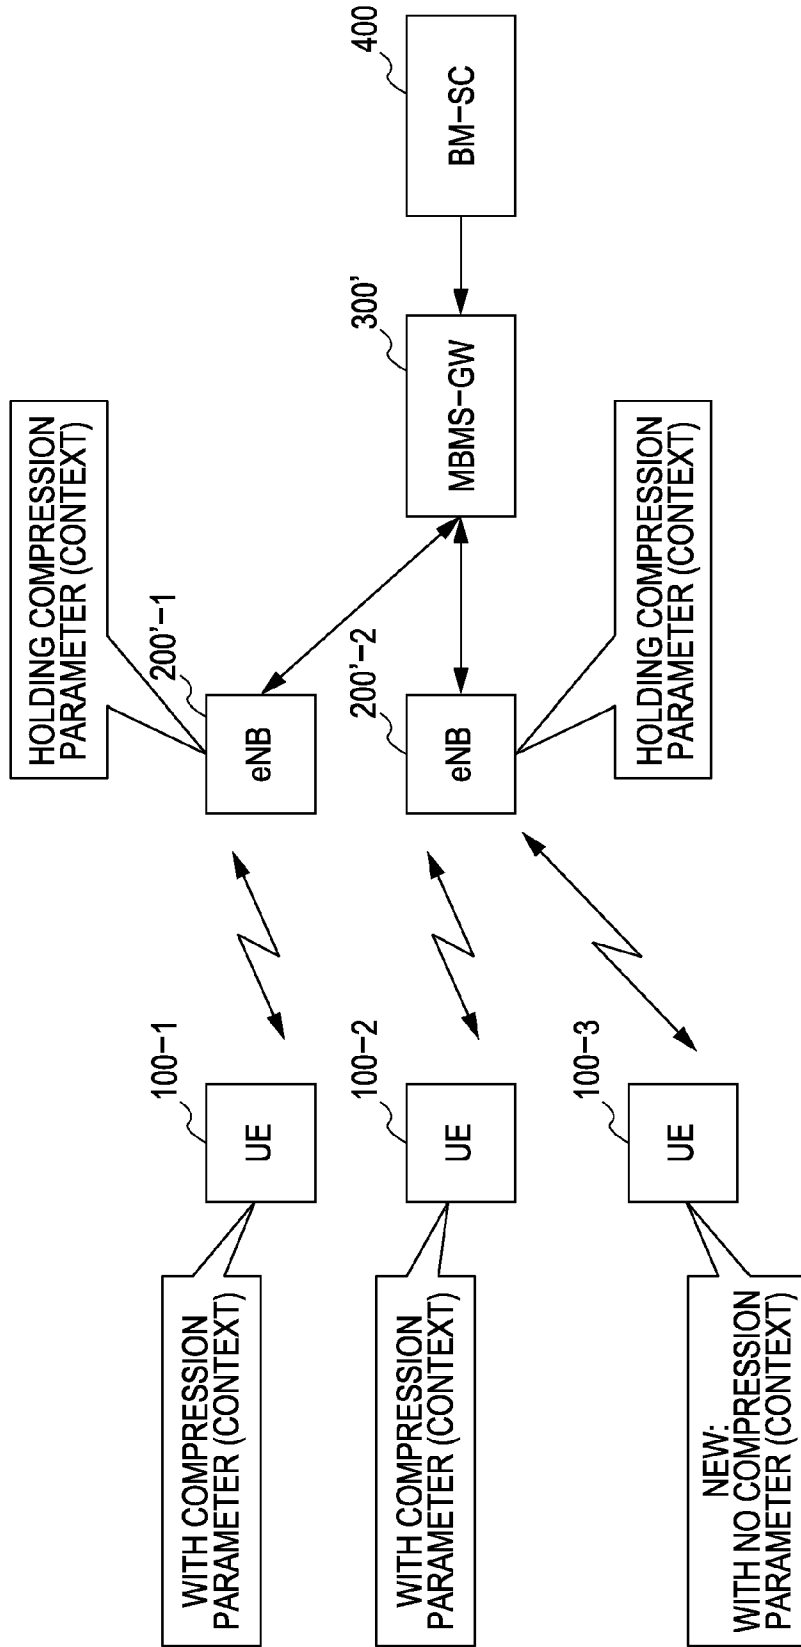 WITH COMPRESSION
PARAMETER (CONTEXT)
100-1
UE
WITH COMPRESSION
PARAMETER (CONTEXT)
100-2
UE
NEW:
WITH NO COMPRESSION
PARAMETER (CONTEXT)
100-3
UE
HOLDING COMPRESSION
PARAMETER (CONTEXT)
200'-1
eNB
200'-2
eNB
HOLDING COMPRESSION
PARAMETER (CONTEXT)
300'
MBMS-GW
400
BM-SC